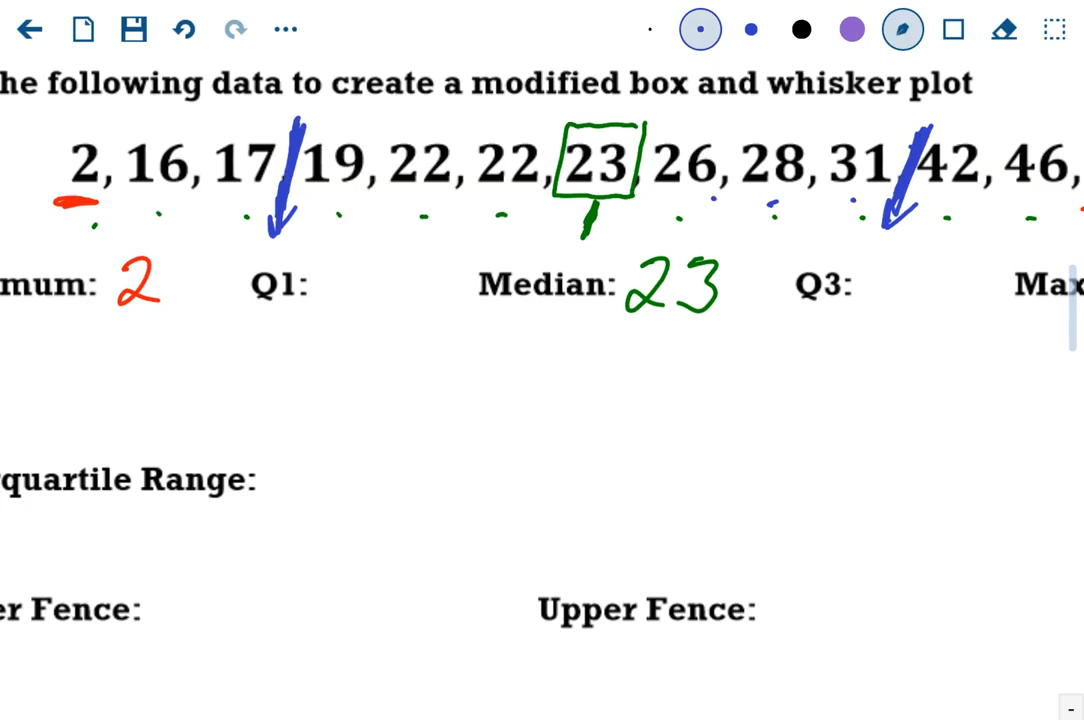 he following data to create a modified box and whisker plot
2, 16, 17, 19, 22, 22, 23, 26, 28, 31, 42, 46,
mum: 2 Q1: Median: 23 Q3: Max
rquartile Range:
er Fence: Upper Fence: